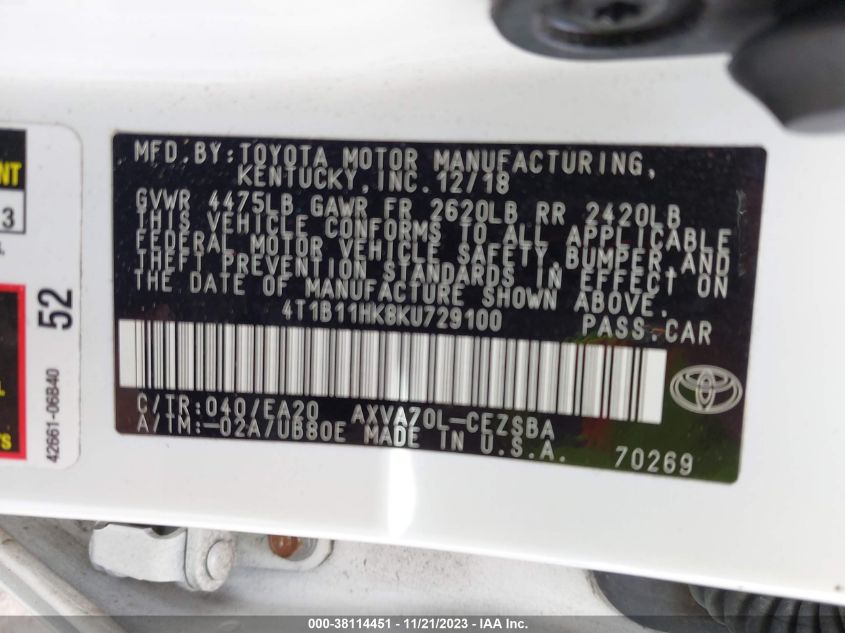 MFD.BY:TOYOTA MOTOR MANUFACTURING,
KENTUCKY,INC.12/18
GVWR 4475LB GAWR FR 2620LB RR 2420LB
THIS VEHICLE CONFORMS TO ALL APPLICABLE
FEDERAL MOTOR VEHICLE SAFETY,BUMPER,AND
THEFT PREVENTION STANDARDS IN EFFECT ON
THE DATE OF MANUFACTURE SHOWN ABOVE.
4T1B11HK8KU729100 PASS.CAR
C/TR:040/EA20 AXVA70L-CEZSBA
A/TM:-02A/UB80E MADE IN U.S.A. 70269
NT
3
L
S
52
42661-06B40
000-38114451 - 11/21/2023 - IAA Inc.